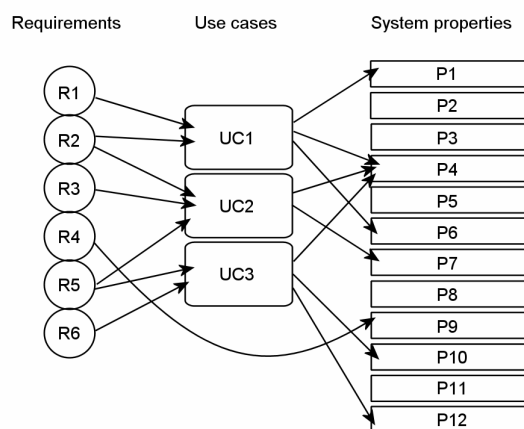 Requirements Use cases System properties
R1
R2
R3
R4
R5
R6
UC1
UC2
UC3
P1
P2
P3
P4
P5
P6
P7
P8
P9
P10
P11
P12